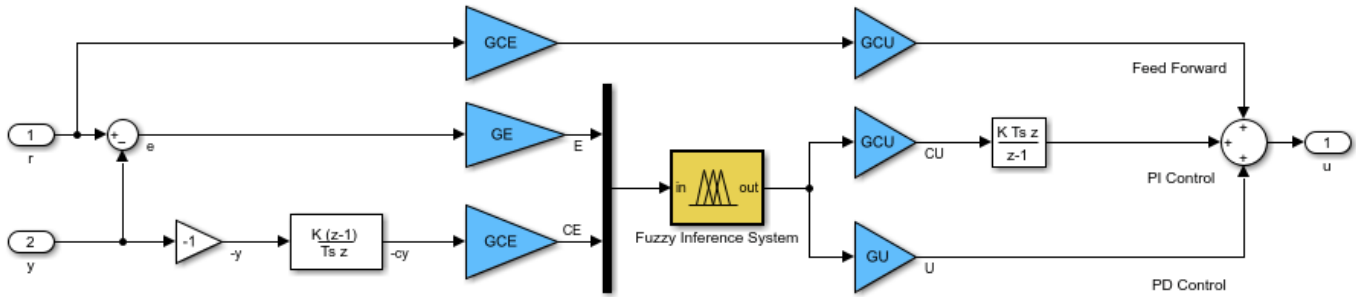 GCE
GCU
Feed Forward
1
r
+
−
e
GE
E
GCU
CU
K Ts z
z-1
PI Control
+
+
+
1
u
in
out
Fuzzy Inference System
2
y
-1
-y
K (z-1)
Ts z
-cy
GCE
CE
GU
U
PD Control